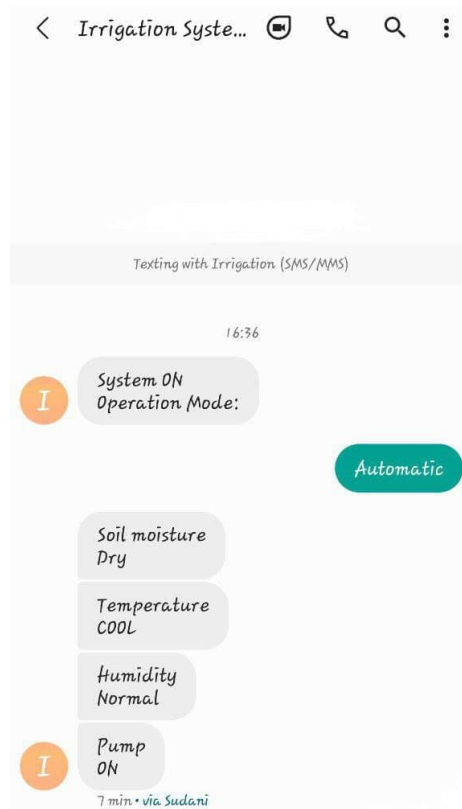 Irrigation Syste...
Texting with Irrigation (SMS/MMS)
16:36
System ON
Operation Mode:
I
Automatic
Soil moisture
Dry
Temperature
COOL
Humidity
Normal
Pump
ON
I
7 min • via Sudani